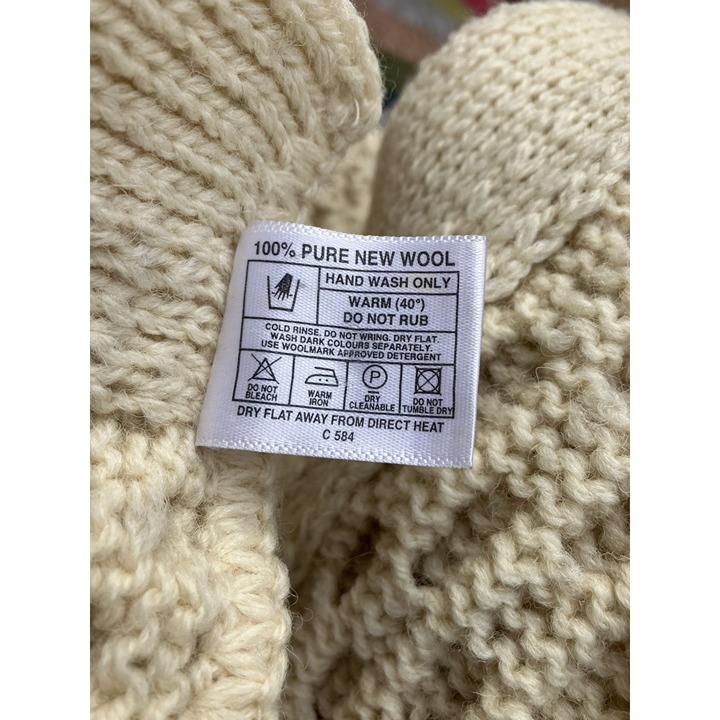 100% PURE NEW WOOL
HAND WASH ONLY
WARM (40°)
DO NOT RUB
COLD RINSE. DO NOT WRING. DRY FLAT.
WASH DARK COLOURS SEPARATELY.
USE WOOLMARK APPROVED DETERGENT
DO NOT
BLEACH
WARM
IRON
P
DRY
CLEANABLE
DO NOT
TUMBLE DRY
DRY FLAT AWAY FROM DIRECT HEAT
C 584